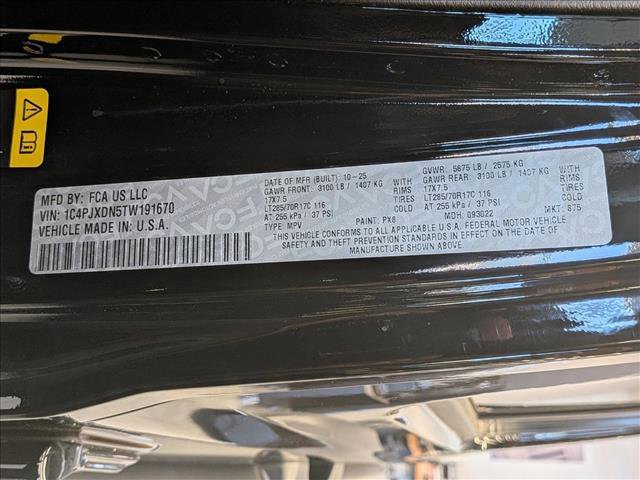 MFD BY: FCA US LLC
VIN: 1C4PJXDN5TW191670
VEHICLE MADE IN: U.S.A.
DATE OF MFR (BUILT): 10-25 GVWR: 5675 LB / 2575 KG
GAWR FRONT: 3100 LB / 1407 KG WITH GAWR REAR: 3100 LB / 1407 KG WITH
17X7.5 RIMS 17X7.5 RIMS
LT285/70R17C 116 TIRES LT285/70R17C 116 TIRES
AT 255 kPa / 37 PSI COLD AT 255 kPa / 37 PSI COLD
TYPE: MPV PAINT: PX8 MDH: 093022 MKT: 875
THIS VEHICLE CONFORMS TO ALL APPLICABLE U.S.A. FEDERAL MOTOR VEHICLE
SAFETY AND THEFT PREVENTION STANDARDS IN EFFECT ON THE DATE OF
MANUFACTURE SHOWN ABOVE.